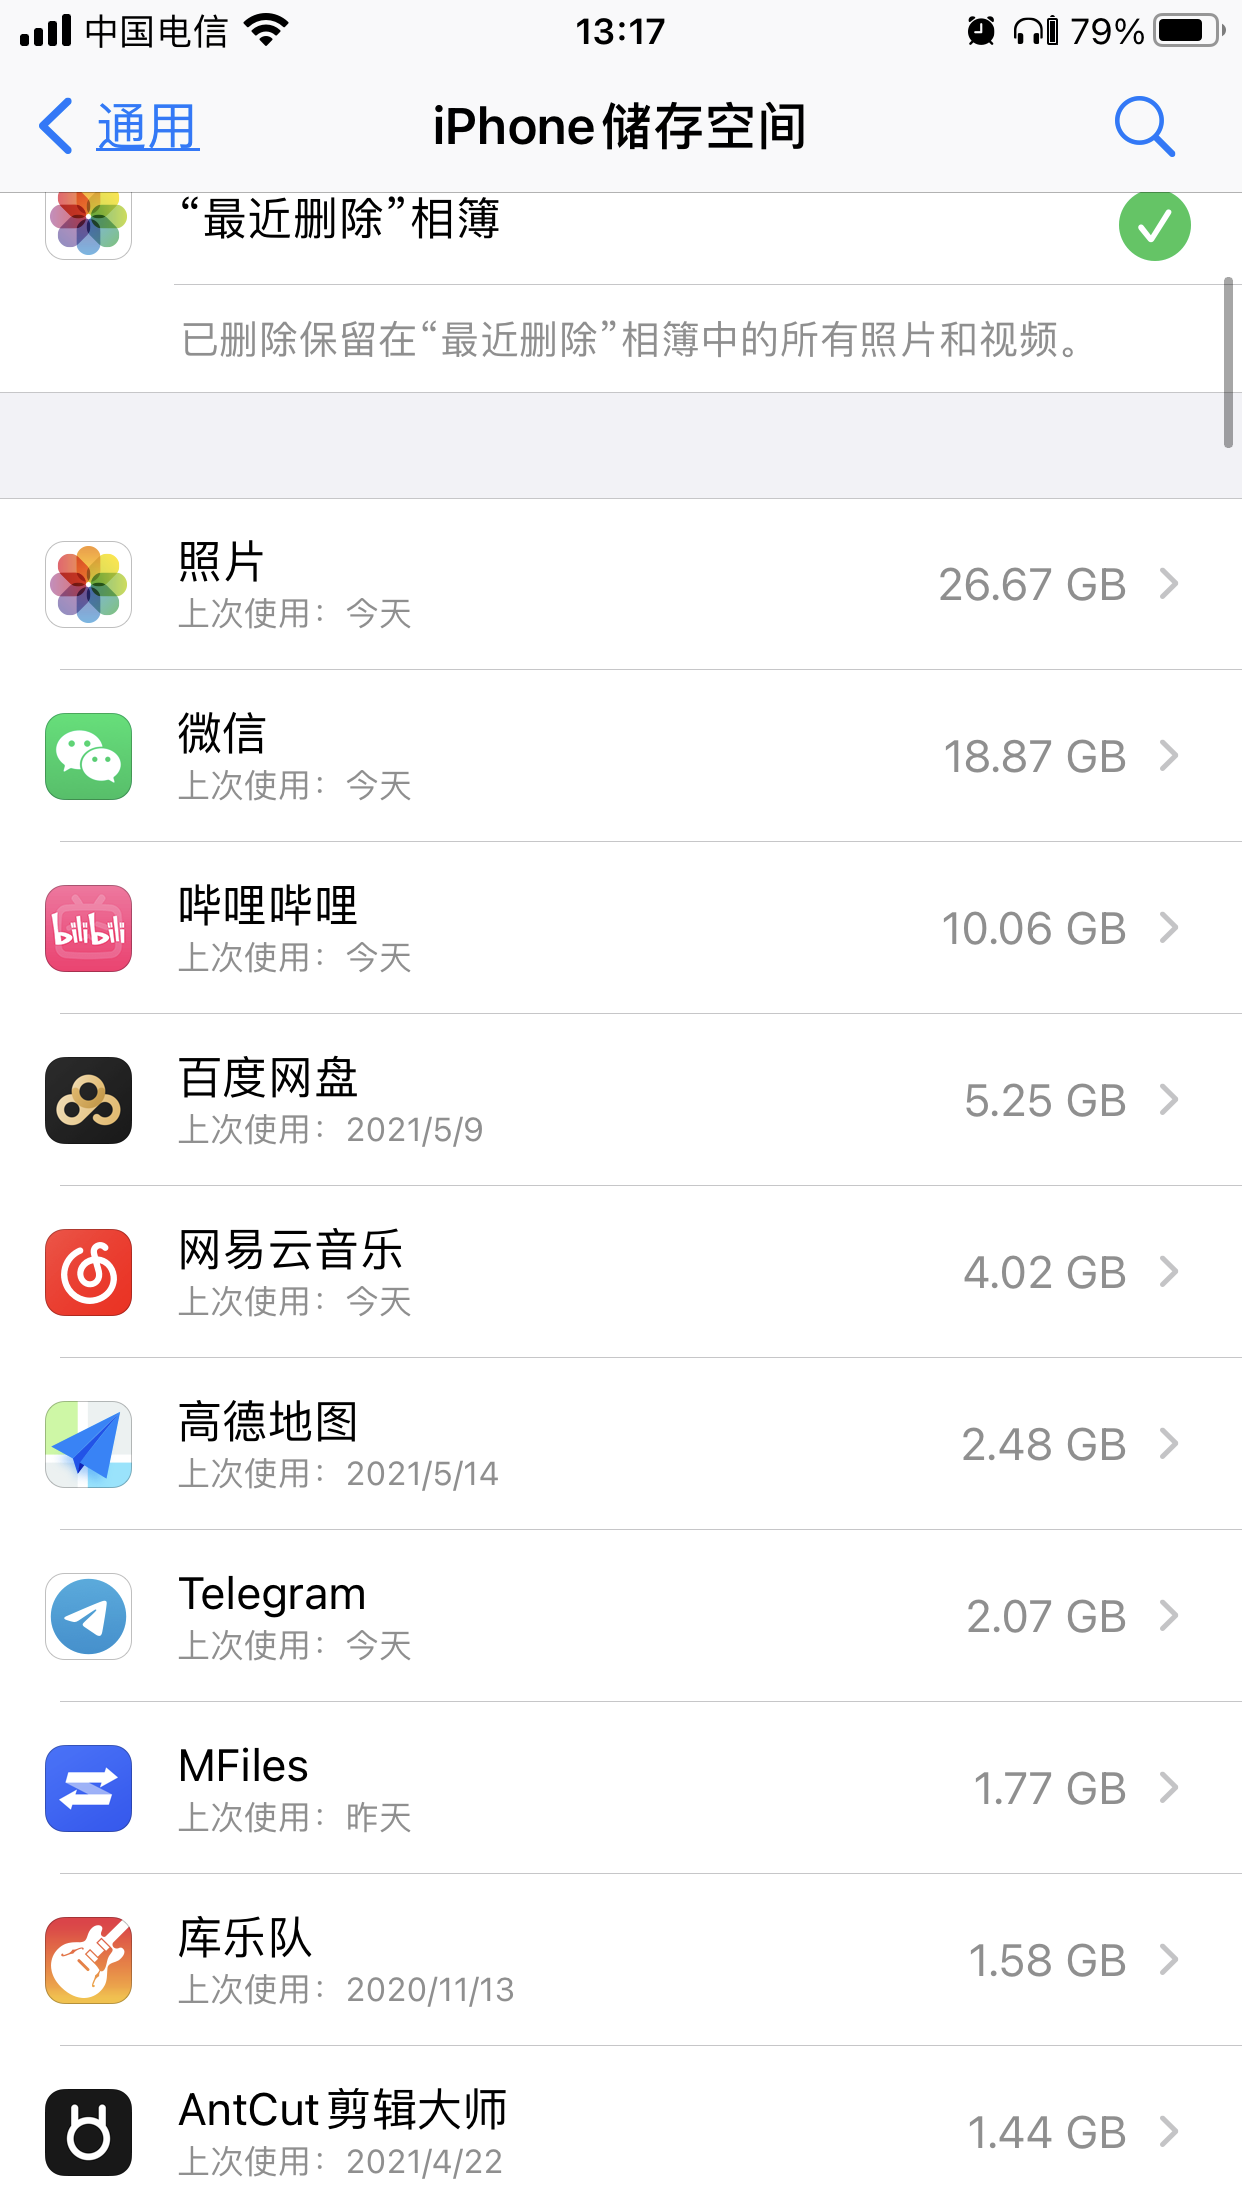 中国电信 13:17 79%
通用 iPhone储存空间
“最近删除”相簿
已删除保留在“最近删除”相簿中的所有照片和视频。
照片
上次使用：今天
26.67 GB
微信
上次使用：今天
18.87 GB
bilibili
哔哩哔哩
上次使用：今天
10.06 GB
百度网盘
上次使用：2021/5/9
5.25 GB
网易云音乐
上次使用：今天
4.02 GB
高德地图
上次使用：2021/5/14
2.48 GB
Telegram
上次使用：今天
2.07 GB
MFiles
上次使用：昨天
1.77 GB
库乐队
上次使用：2020/11/13
1.58 GB
AntCut剪辑大师
上次使用：2021/4/22
1.44 GB